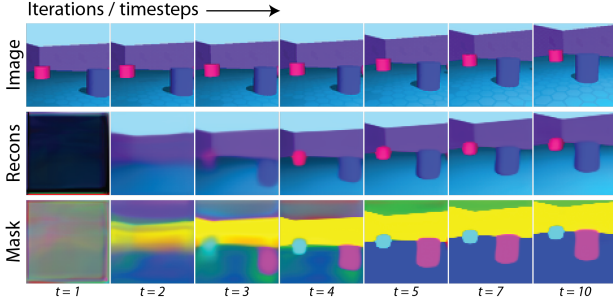 Iterations / timesteps
Image
Recons
Mask
t = 1
t = 2
t = 3
t = 4
t = 5
t = 7
t = 10